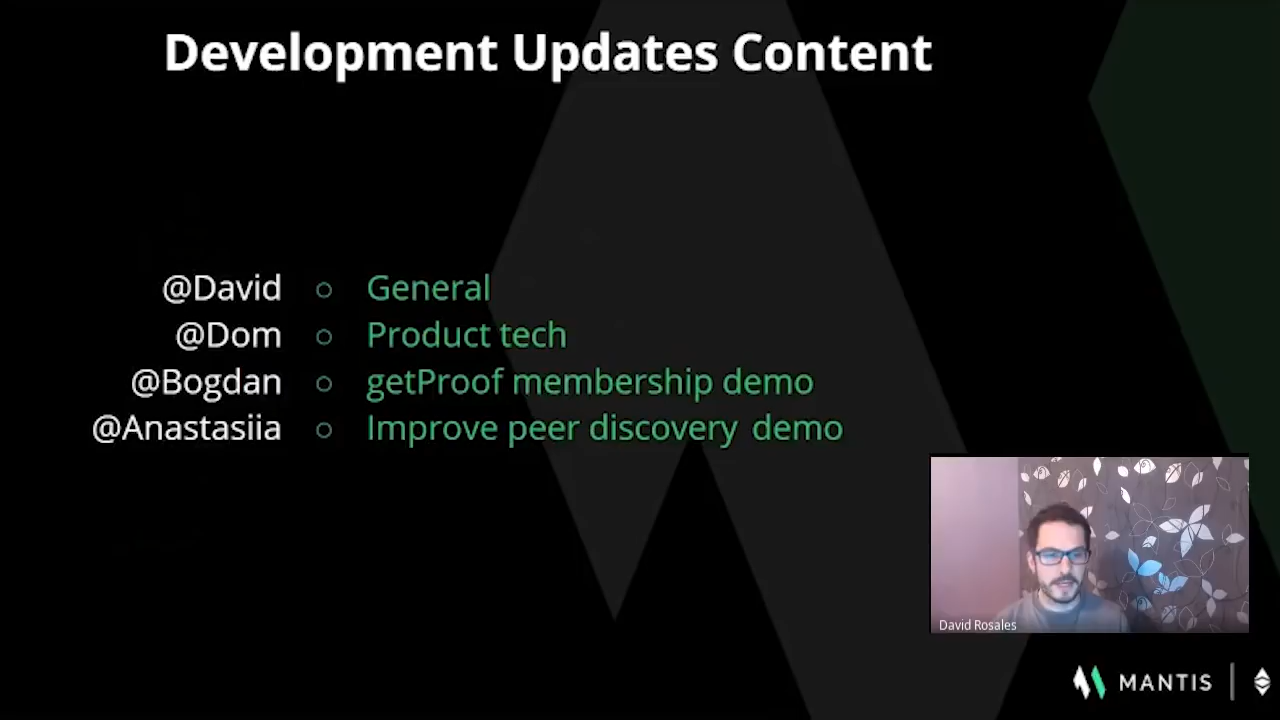 Development Updates Content
@David ○ General
@Dom ○ Product tech
@Bogdan ○ getProof membership demo
@Anastasiia ○ Improve peer discovery demo
David Rosales
MANTIS